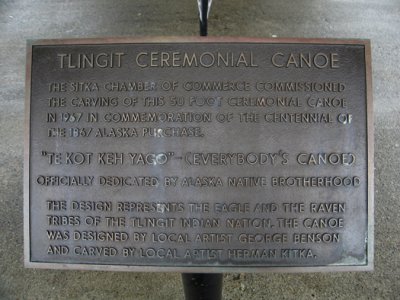 TLINGIT CEREMONIAL CANOE
THE SITKA CHAMBER OF COMMERCE COMMISSIONED
THE CARVING OF THIS 50 FOOT CEREMONIAL CANOE
IN 1967 IN COMMEMORATION OF THE CENTENNIAL OF
THE 1867 ALASKA PURCHASE.
"TE KOT KEH YAGO" - (EVERYBODY'S CANOE)
OFFICIALLY DEDICATED BY ALASKA NATIVE BROTHERHOOD
THE DESIGN REPRESENTS THE EAGLE AND THE RAVEN
TRIBES OF THE TLINGIT INDIAN NATION. THE CANOE
WAS DESIGNED BY LOCAL ARTIST GEORGE BENSON
AND CARVED BY LOCAL ARTIST HERMAN KITKA.